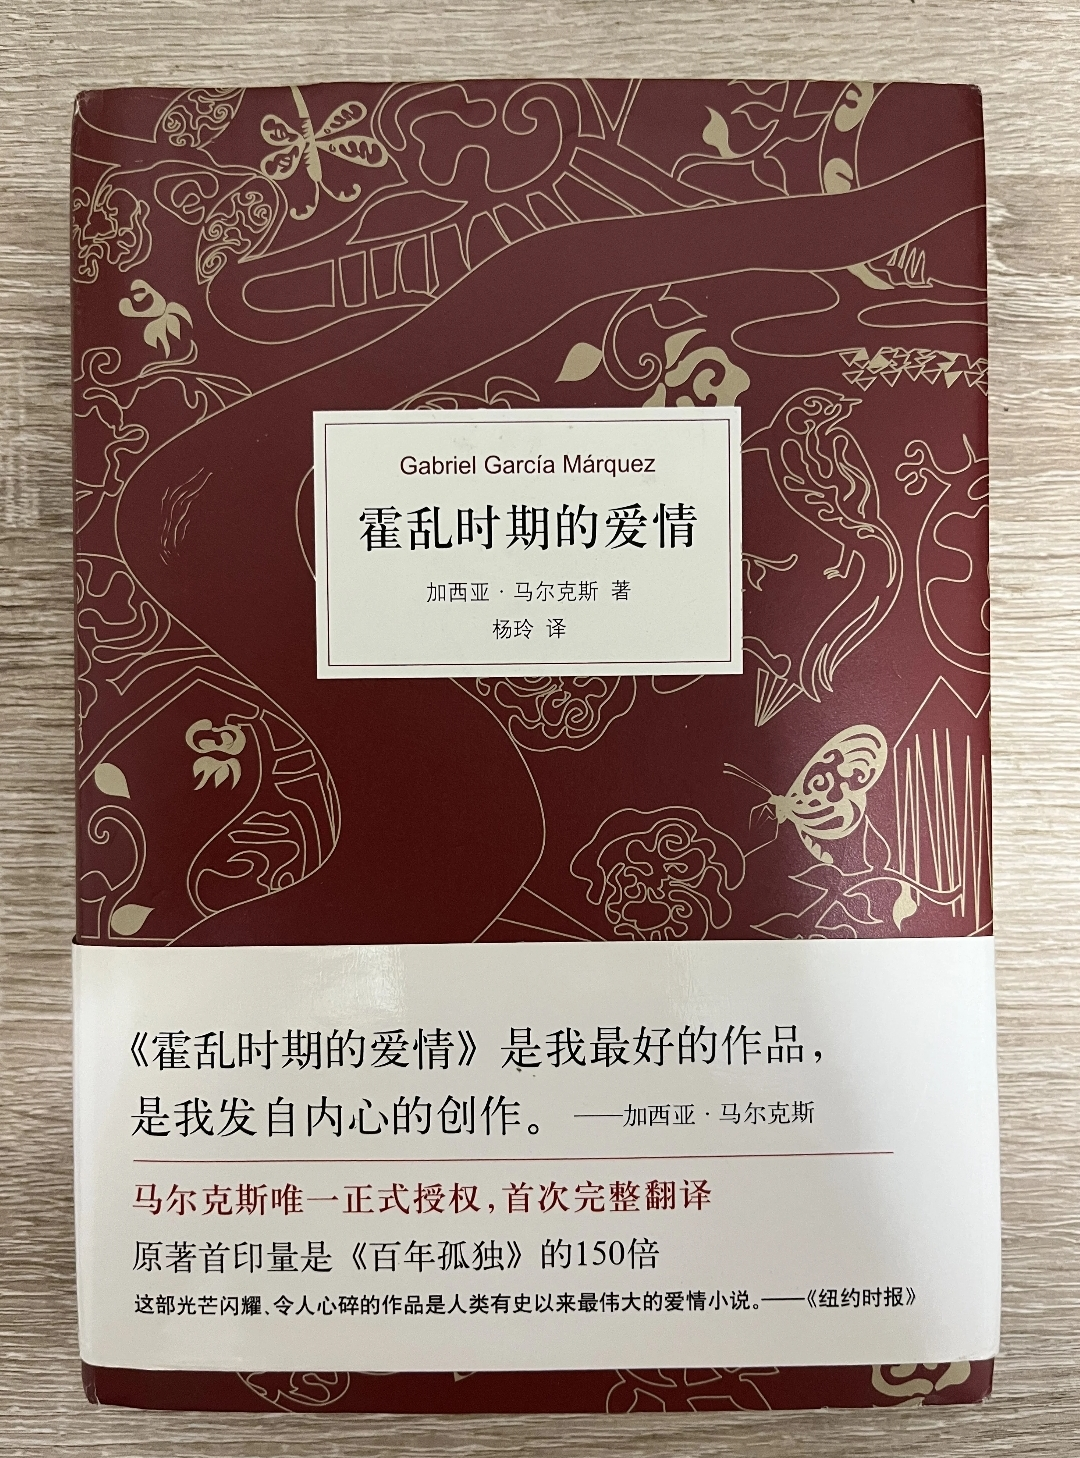 Gabriel García Márquez
霍乱时期的爱情
加西亚·马尔克斯 著
杨玲 译
《霍乱时期的爱情》是我最好的作品，
是我发自内心的创作。——加西亚·马尔克斯
马尔克斯唯一正式授权，首次完整翻译
原著首印量是《百年孤独》的150倍
这部光芒闪耀、令人心碎的作品是人类有史以来最伟大的爱情小说。——《纽约时报》